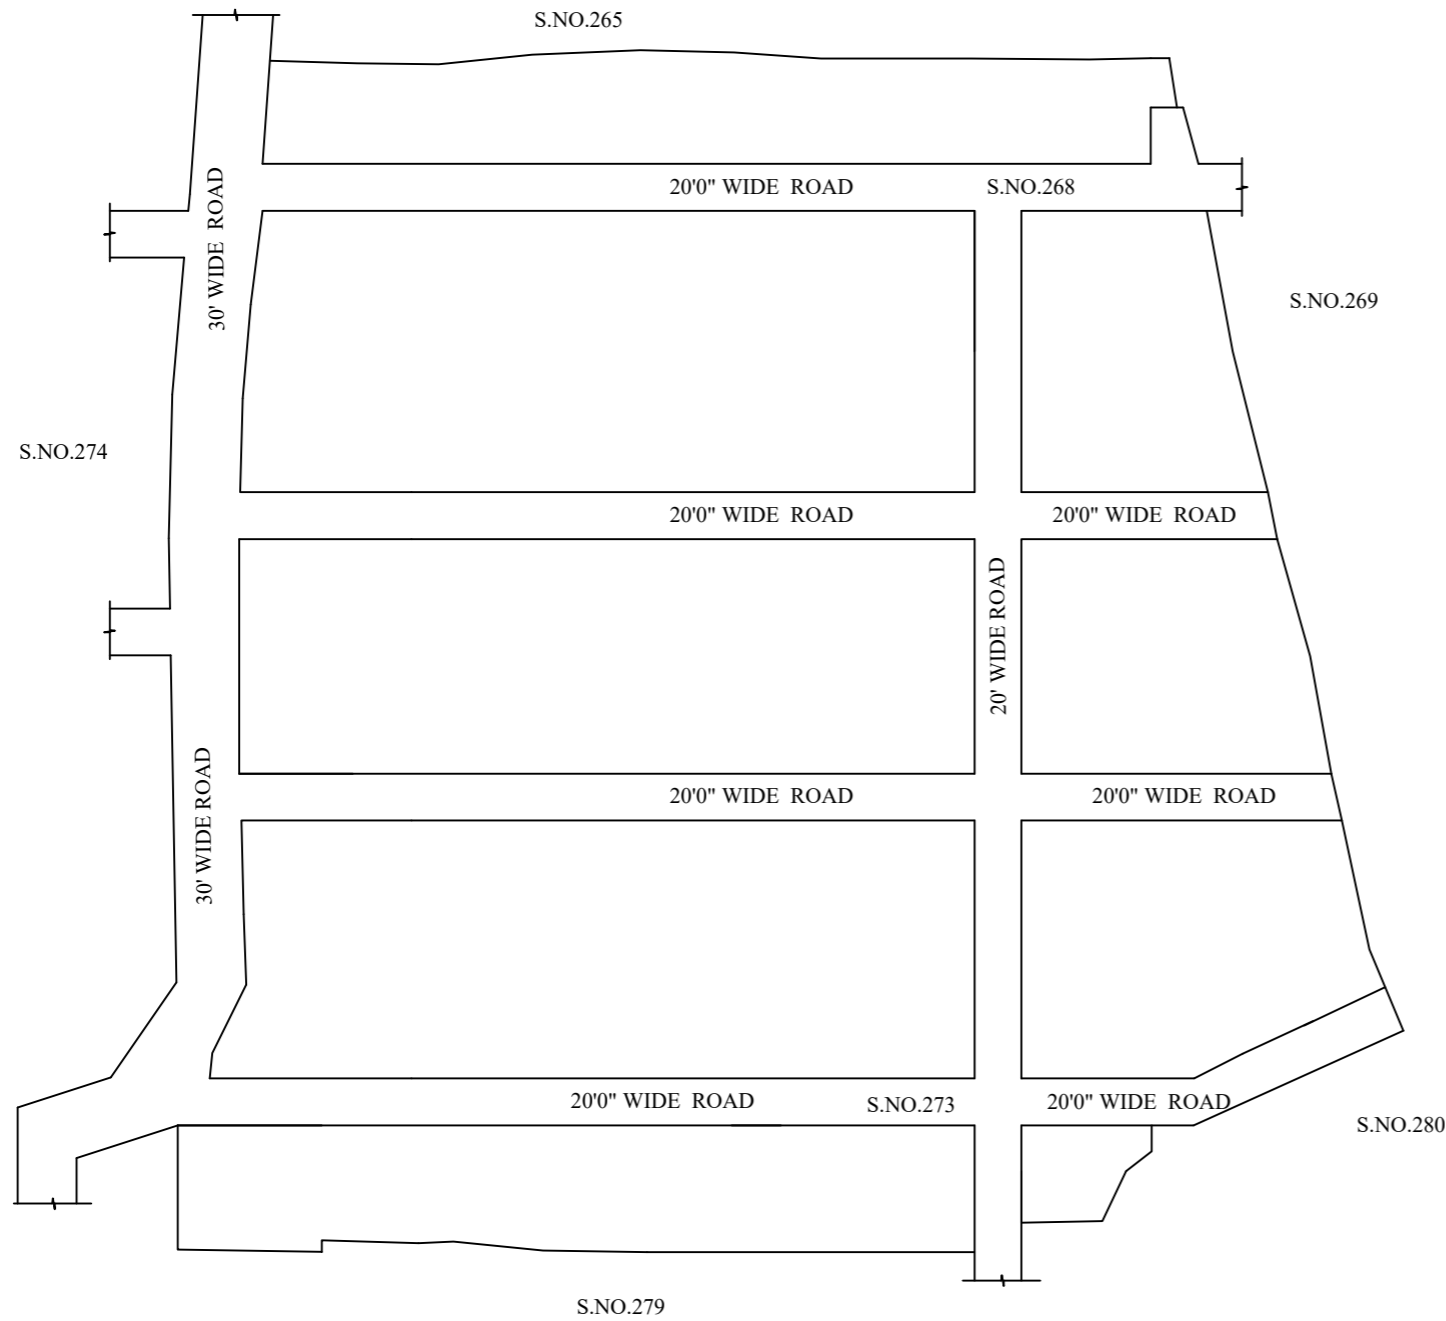 S.NO.265
20'0" WIDE  ROAD
S.NO.268
30' WIDE  ROAD
S.NO.269
S.NO.274
20'0" WIDE  ROAD
20'0" WIDE  ROAD
20' WIDE ROAD
20'0" WIDE  ROAD
20'0" WIDE  ROAD
30' WIDE ROAD
20'0" WIDE  ROAD
S.NO.273
20'0" WIDE  ROAD
S.NO.280
S.NO.279